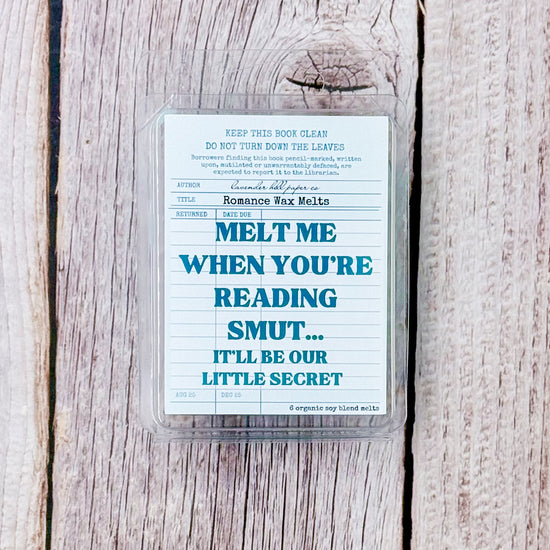 KEEP THIS BOOK CLEAN
DO NOT TURN DOWN THE LEAVES
Borrowers finding this book pencil-marked, written
upon, mutilated or unwarrantably defaced, are
expected to report it to the librarian.
AUTHOR lavender hill paper co
TITLE Romance Wax Melts
RETURNED DATE DUE
MELT ME
WHEN YOU'RE
READING
SMUT...
IT'LL BE OUR
LITTLE SECRET
AUG 25 DEC 25
6 organic soy blend melts